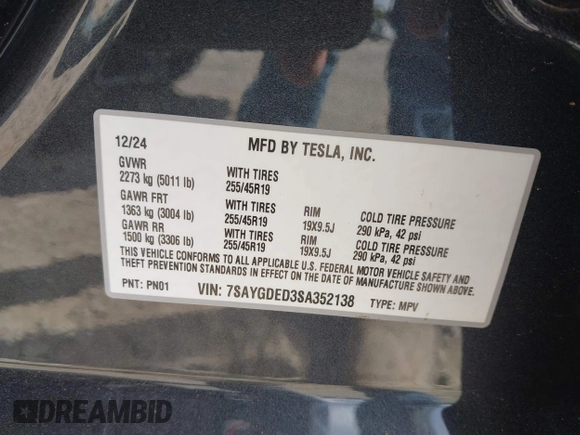 12/24 MFD BY TESLA, INC.
GVWR
2273 kg (5011 lb) WITH TIRES 255/45R19
GAWR FRT
1363 kg (3004 lb) WITH TIRES 255/45R19 RIM 19X9.5J COLD TIRE PRESSURE 290 kPa, 42 psi
GAWR RR
1500 kg (3306 lb) WITH TIRES 255/45R19 RIM 19X9.5J COLD TIRE PRESSURE 290 kPa, 42 psi
THIS VEHICLE CONFORMS TO ALL APPLICABLE U.S. FEDERAL MOTOR VEHICLE SAFETY AND
THEFT PREVENTION STANDARDS IN EFFECT ON THE DATE OF MANUFACTURE SHOWN ABOVE.
PNT: PN01 VIN: 7SAYGDED3SA352138 TYPE: MPV
DREAMBID